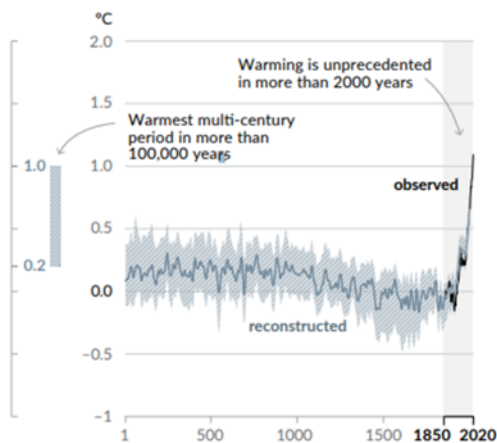 °C
2.0
Warming is unprecedented
in more than 2000 years
1.5
Warmest multi-century
period in more than
100,000 years
1.0
1.0
observed
0.5
0.2
0.0
reconstructed
−0.5
−1
1
500
1000
1500
1850
2020